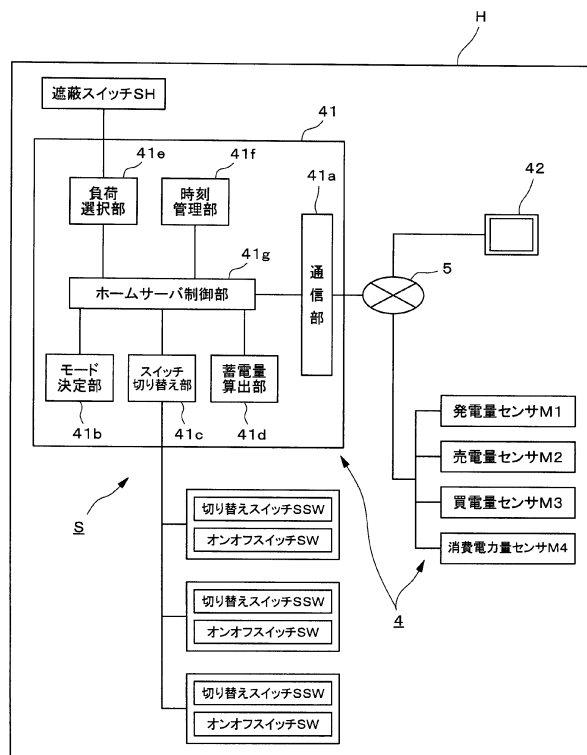 H
遮蔽スイッチSH
41
41e
41f
41a
42
負荷
選択部
時刻
管理部
通信部
41g
5
ホームサーバ制御部
モード
決定部
スイッチ
切り替え部
蓄電量
算出部
41b
41c
41d
発電量センサM1
売電量センサM2
買電量センサM3
消費電力量センサM4
S
4
切り替えスイッチSSW
オンオフスイッチSW
切り替えスイッチSSW
オンオフスイッチSW
切り替えスイッチSSW
オンオフスイッチSW